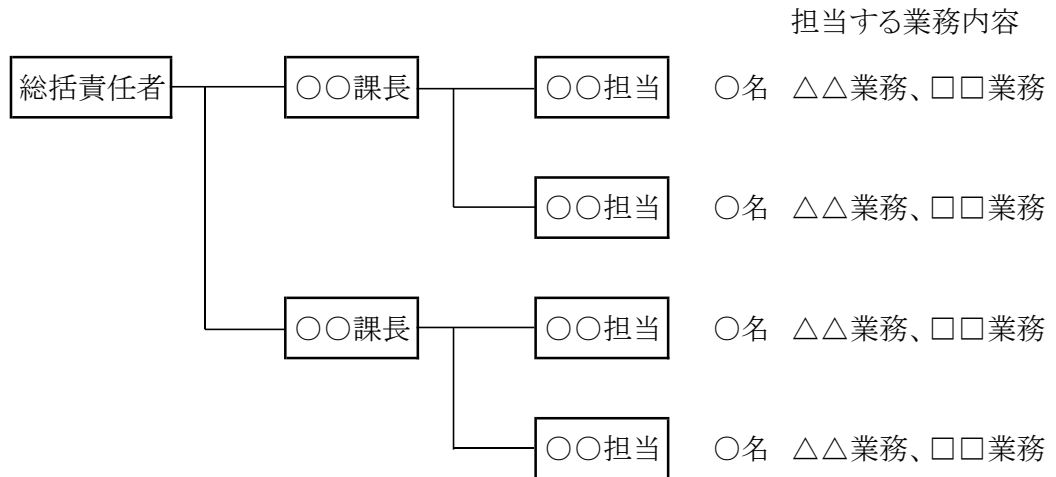 担当する業務内容
総括責任者 ○○課長 ○○担当 ○名 △△業務、□□業務
○○担当 ○名 △△業務、□□業務
○○課長 ○○担当 ○名 △△業務、□□業務
○○担当 ○名 △△業務、□□業務